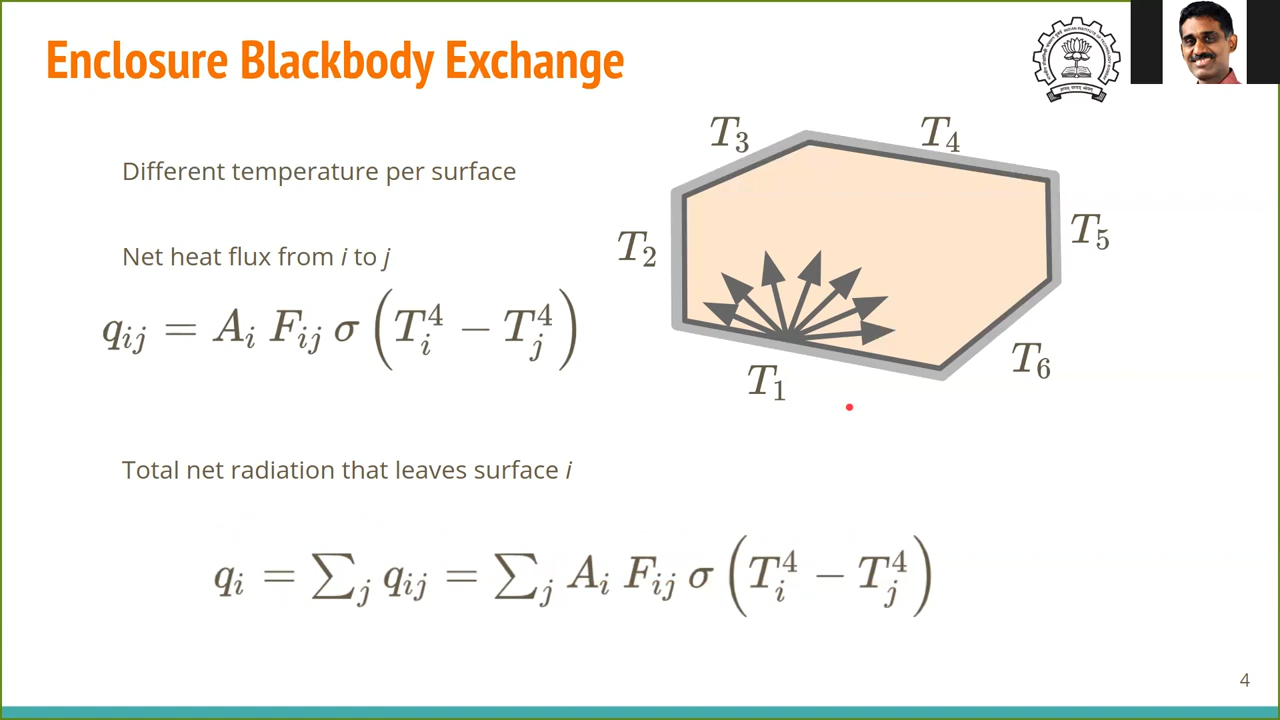 Enclosure Blackbody Exchange
Different temperature per surface
Net heat flux from i to j
q_{ij} = A_i F_{ij} σ (T_i^4 − T_j^4)
T_3
T_4
T_2
T_5
T_1
T_6
Total net radiation that leaves surface i
q_i = ∑_j q_{ij} = ∑_j A_i F_{ij} σ (T_i^4 − T_j^4)
4